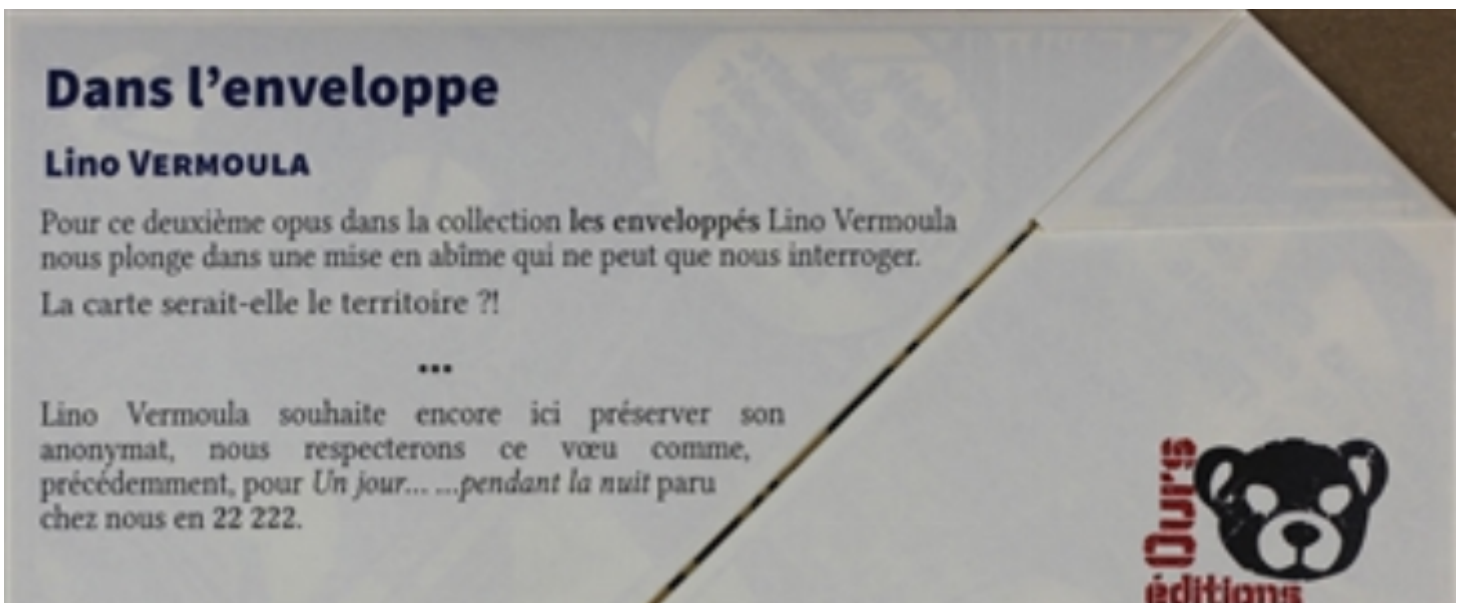 Dans l’enveloppe
Lino VERMOULA
Pour ce deuxième opus dans la collection les enveloppés Lino Vermoula
nous plonge dans une mise en abîme qui ne peut que nous interroger.
La carte serait-elle le territoire ?!
...
Lino Vermoula souhaite encore ici préserver son
anonymat, nous respecterons ce vœu comme,
précédemment, pour Un jour... ...pendant la nuit paru
chez nous en 22 222.
Ours
éditions